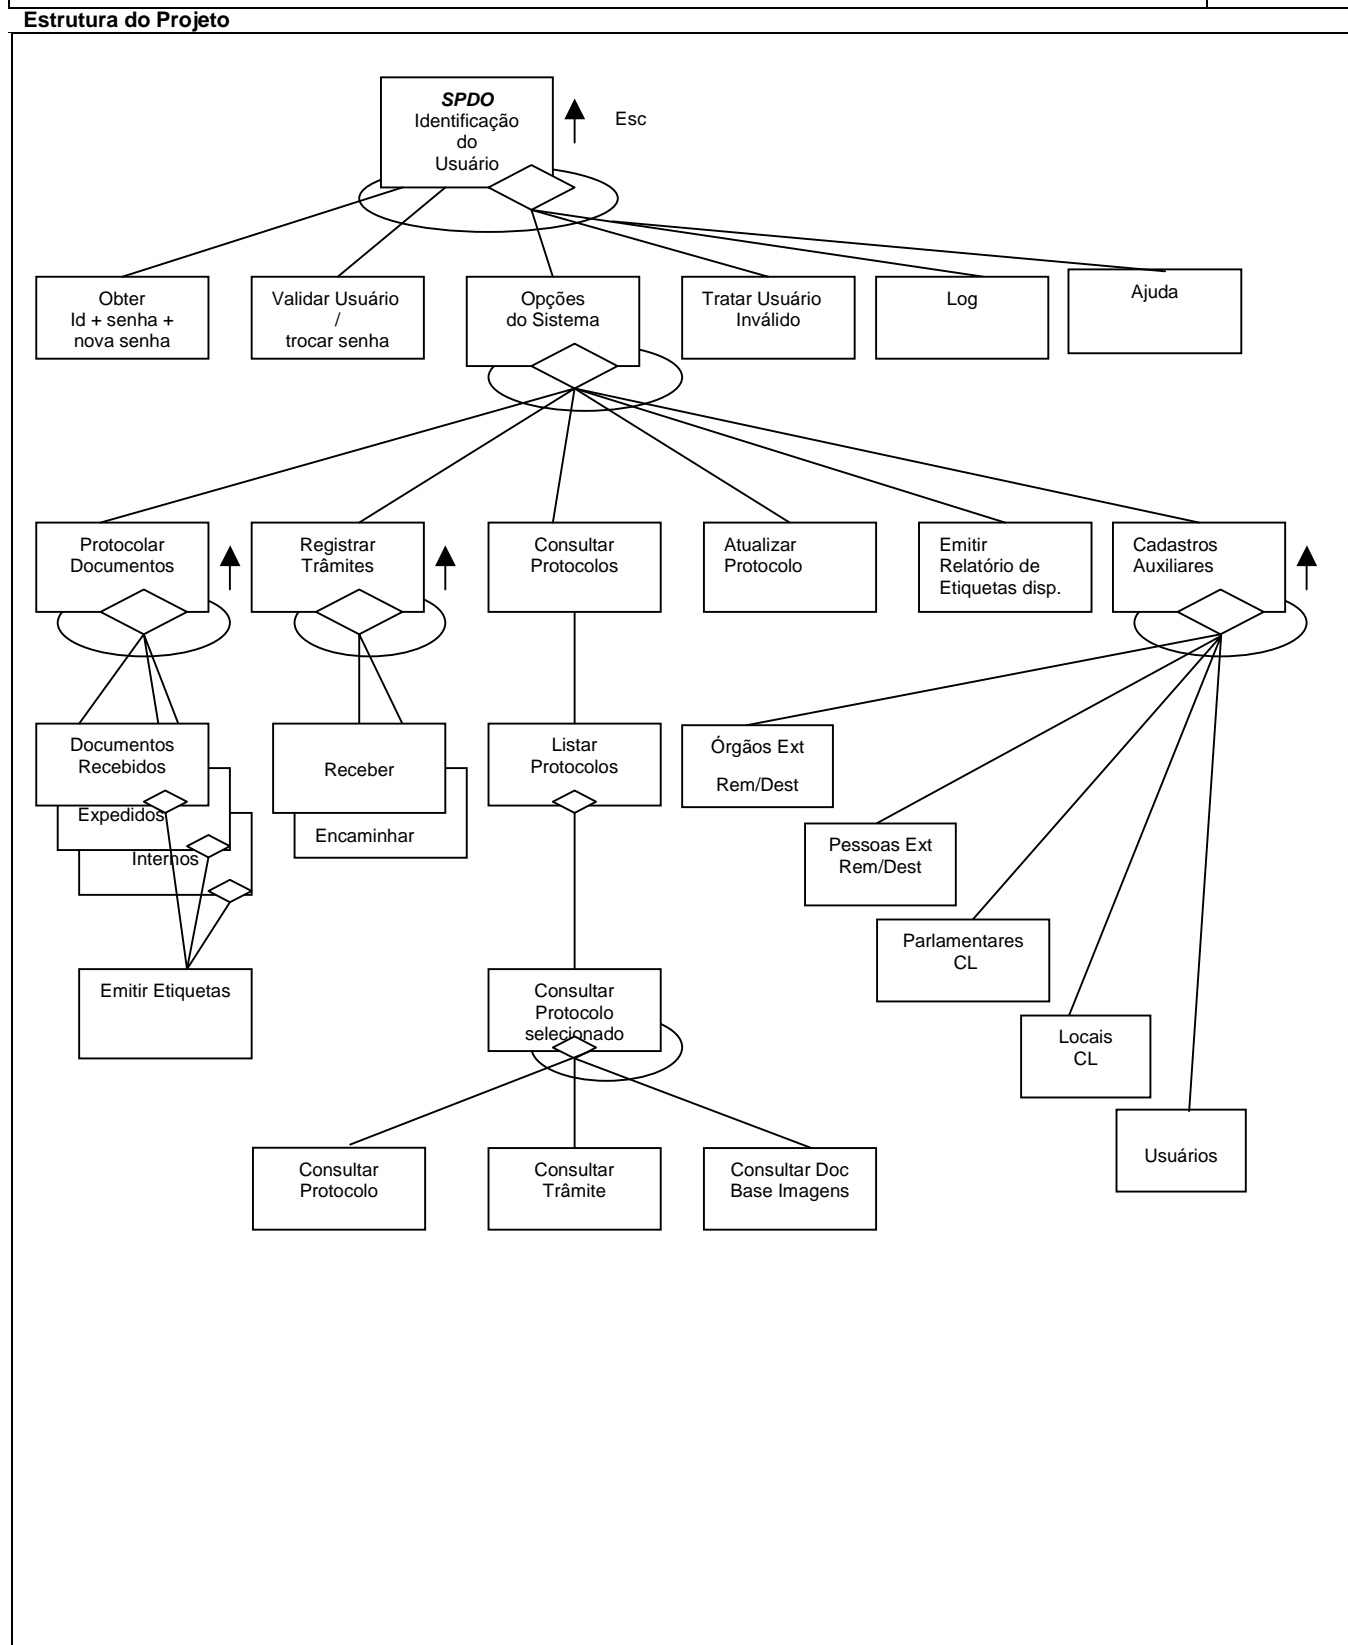 Estrutura do Projeto
SPDO
Identificação
do
Usuário
Esc
Obter
Id + senha +
nova senha
Validar Usuário
/
trocar senha
Opções
do Sistema
Tratar Usuário
Inválido
Log
Ajuda
Protocolar
Documentos
Registrar
Trâmites
Consultar
Protocolos
Atualizar
Protocolo
Emitir
Relatório de
Etiquetas disp.
Cadastros
Auxiliares
Documentos
Recebidos
Expedidos
Internos
Receber
Encaminhar
Listar
Protocolos
Órgãos Ext
Rem/Dest
Pessoas Ext
Rem/Dest
Parlamentares
CL
Locais
CL
Usuários
Emitir Etiquetas
Consultar
Protocolo
selecionado
Consultar
Protocolo
Consultar
Trâmite
Consultar Doc
Base Imagens